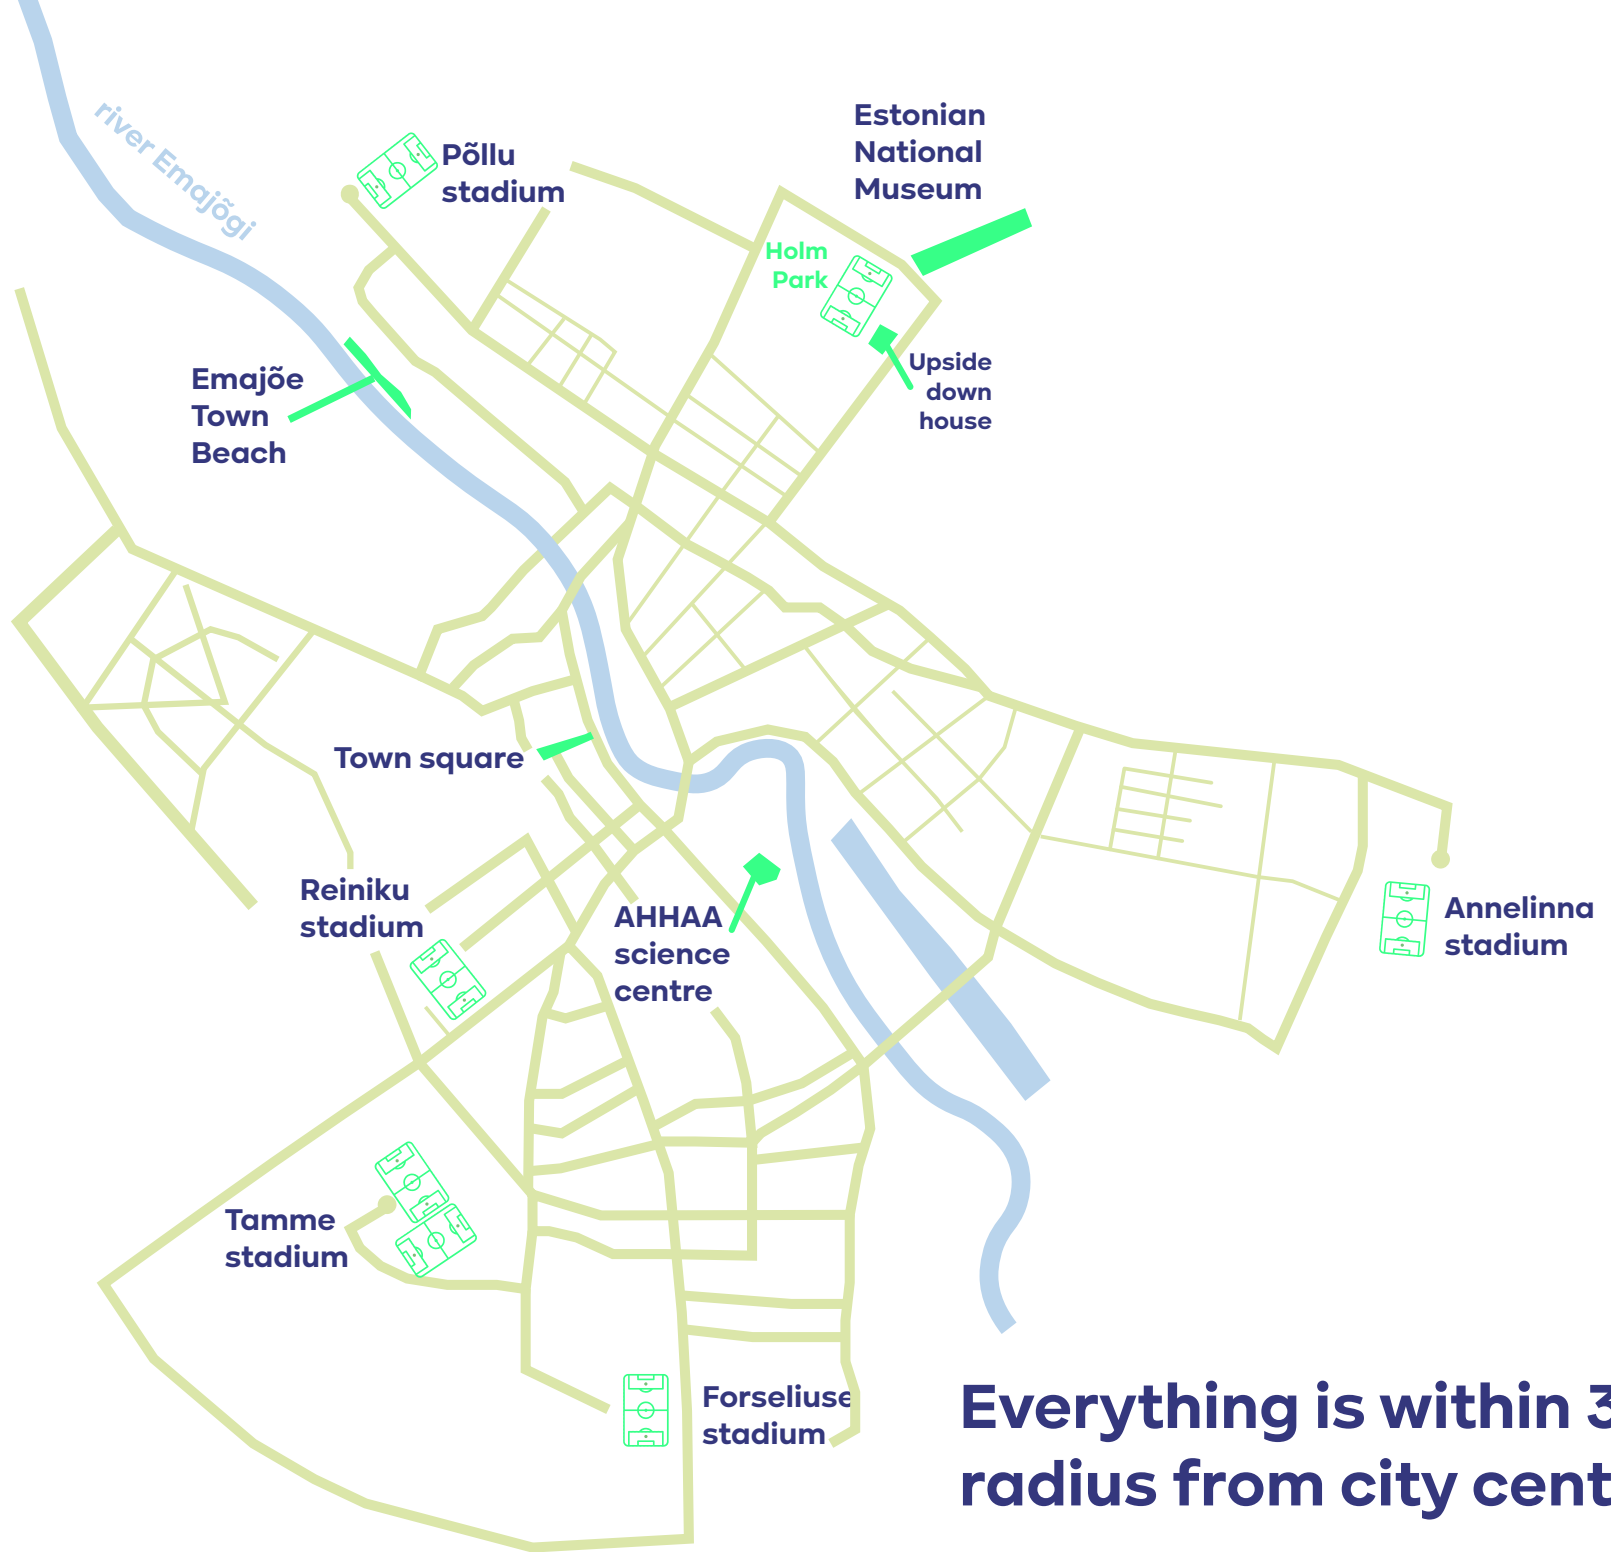 river Emajõgi
Põllu
stadium
Estonian
National
Museum
Holm
Park
Upside
down
house
Emajõe
Town
Beach
Town square
Reiniku
stadium
AHHAA
science
centre
Annelinna
stadium
Tamme
stadium
Forseliuse
stadium
Everything is within 3
radius from city cent